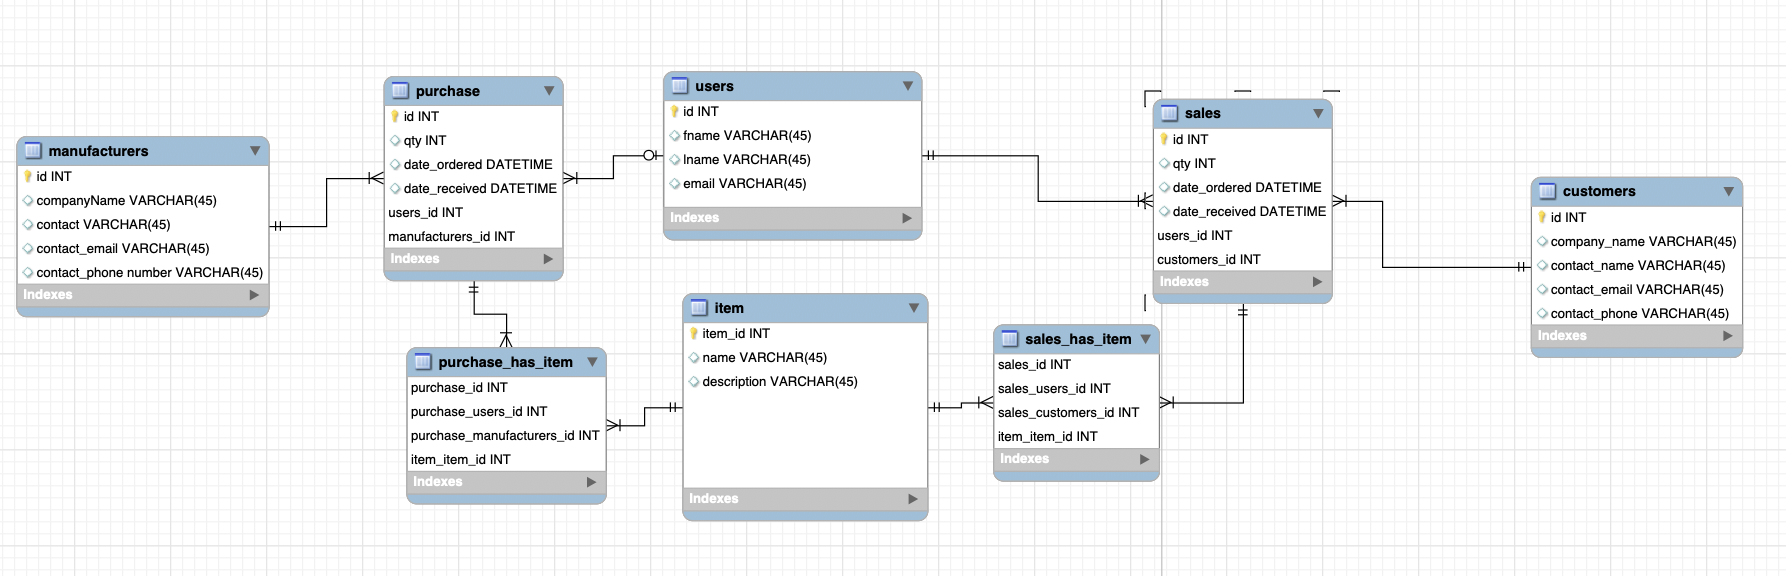 manufacturers
id INT
companyName VARCHAR(45)
contact VARCHAR(45)
contact_email VARCHAR(45)
contact_phone number VARCHAR(45)
Indexes
purchase
id INT
qty INT
date_ordered DATETIME
date_received DATETIME
users_id INT
manufacturers_id INT
Indexes
users
id INT
fname VARCHAR(45)
lname VARCHAR(45)
email VARCHAR(45)
Indexes
sales
id INT
qty INT
date_ordered DATETIME
date_received DATETIME
users_id INT
customers_id INT
Indexes
customers
id INT
company_name VARCHAR(45)
contact_name VARCHAR(45)
contact_email VARCHAR(45)
contact_phone VARCHAR(45)
Indexes
purchase_has_item
purchase_id INT
purchase_users_id INT
purchase_manufacturers_id INT
item_item_id INT
Indexes
item
item_id INT
name VARCHAR(45)
description VARCHAR(45)
Indexes
sales_has_item
sales_id INT
sales_users_id INT
sales_customers_id INT
item_item_id INT
Indexes